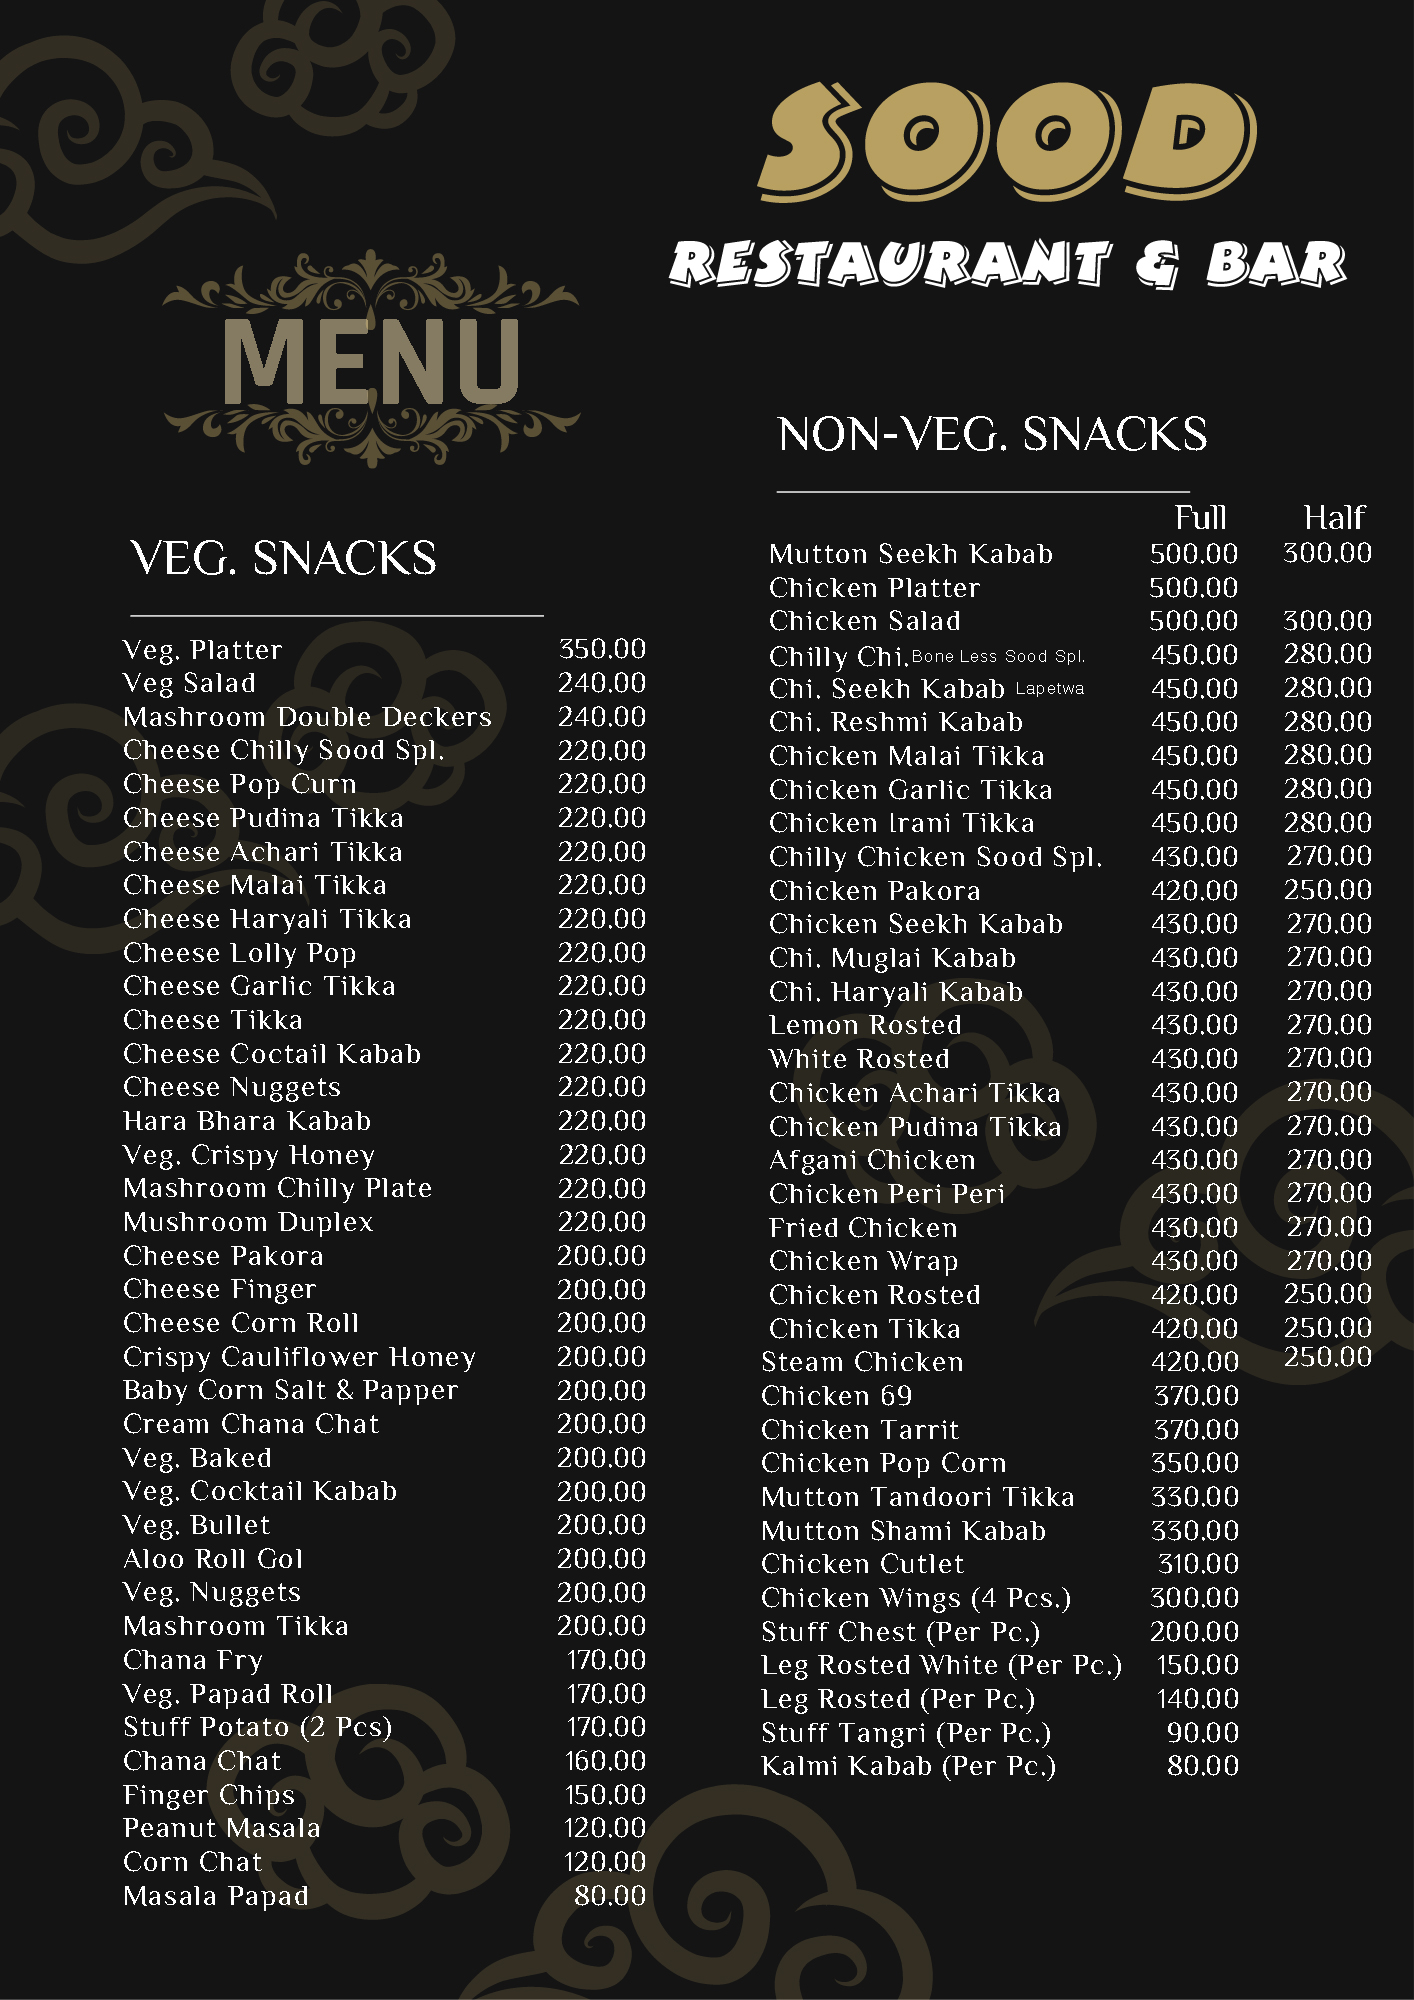 SOOD
RESTAURANT & BAR
MENU
VEG. SNACKS
Veg. Platter 350.00
Veg Salad 240.00
Mashroom Double Deckers 240.00
Cheese Chilly Sood Spl. 220.00
Cheese Pop Curn 220.00
Cheese Pudina Tikka 220.00
Cheese Achari Tikka 220.00
Cheese Malai Tikka 220.00
Cheese Haryali Tikka 220.00
Cheese Lolly Pop 220.00
Cheese Garlic Tikka 220.00
Cheese Tikka 220.00
Cheese Coctail Kabab 220.00
Cheese Nuggets 220.00
Hara Bhara Kabab 220.00
Veg. Crispy Honey 220.00
Mashroom Chilly Plate 220.00
Mushroom Duplex 220.00
Cheese Pakora 200.00
Cheese Finger 200.00
Cheese Corn Roll 200.00
Crispy Cauliflower Honey 200.00
Baby Corn Salt & Papper 200.00
Cream Chana Chat 200.00
Veg. Baked 200.00
Veg. Cocktail Kabab 200.00
Veg. Bullet 200.00
Aloo Roll Gol 200.00
Veg. Nuggets 200.00
Mashroom Tikka 200.00
Chana Fry 170.00
Veg. Papad Roll 170.00
Stuff Potato (2 Pcs) 170.00
Chana Chat 160.00
Finger Chips 150.00
Peanut Masala 120.00
Corn Chat 120.00
Masala Papad 80.00
NON-VEG. SNACKS
Full Half
Mutton Seekh Kabab 500.00 300.00
Chicken Platter 500.00
Chicken Salad 500.00 300.00
Chilly Chi. Bone Less Sood Spl. 450.00 280.00
Chi. Seekh Kabab Lapetwa 450.00 280.00
Chi. Reshmi Kabab 450.00 280.00
Chicken Malai Tikka 450.00 280.00
Chicken Garlic Tikka 450.00 280.00
Chicken Irani Tikka 450.00 280.00
Chilly Chicken Sood Spl. 430.00 270.00
Chicken Pakora 420.00 250.00
Chicken Seekh Kabab 430.00 270.00
Chi. Muglai Kabab 430.00 270.00
Chi. Haryali Kabab 430.00 270.00
Lemon Rosted 430.00 270.00
White Rosted 430.00 270.00
Chicken Achari Tikka 430.00 270.00
Chicken Pudina Tikka 430.00 270.00
Afgani Chicken 430.00 270.00
Chicken Peri Peri 430.00 270.00
Fried Chicken 430.00 270.00
Chicken Wrap 430.00 270.00
Chicken Rosted 420.00 250.00
Chicken Tikka 420.00 250.00
Steam Chicken 420.00 250.00
Chicken 69 370.00
Chicken Tarrit 370.00
Chicken Pop Corn 350.00
Mutton Tandoori Tikka 330.00
Mutton Shami Kabab 330.00
Chicken Cutlet 310.00
Chicken Wings (4 Pcs.) 300.00
Stuff Chest (Per Pc.) 200.00
Leg Rosted White (Per Pc.) 150.00
Leg Rosted (Per Pc.) 140.00
Stuff Tangri (Per Pc.) 90.00
Kalmi Kabab (Per Pc.) 80.00